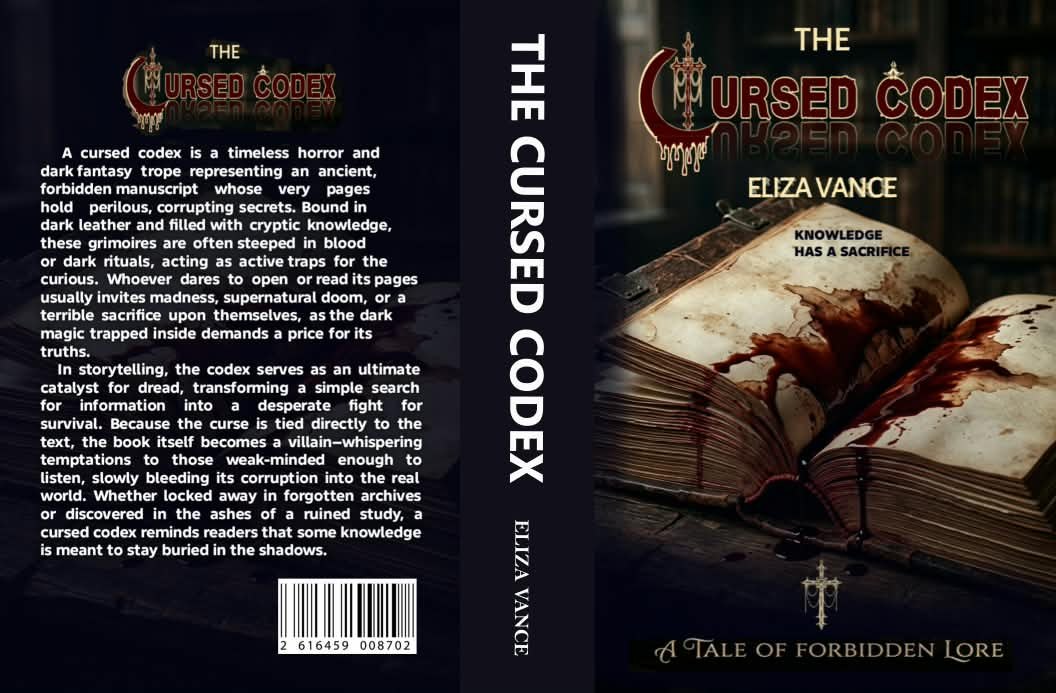 THE
CURSED CODEX
A cursed codex is a timeless horror and
dark fantasy trope representing an ancient,
forbidden manuscript whose very pages
hold perilous, corrupting secrets. Bound in
dark leather and filled with cryptic knowledge,
these grimoires are often steeped in blood
or dark rituals, acting as active traps for the
curious. Whoever dares to open or read its pages
usually invites madness, supernatural doom, or a
terrible sacrifice upon themselves, as the dark
magic trapped inside demands a price for its
truths.
In storytelling, the codex serves as an ultimate
catalyst for dread, transforming a simple search
for information into a desperate fight for
survival. Because the curse is tied directly to the
text, the book itself becomes a villain—whispering
temptations to those weak-minded enough to
listen, slowly bleeding its corruption into the real
world. Whether locked away in forgotten archives
or discovered in the ashes of a ruined study, a
cursed codex reminds readers that some knowledge
is meant to stay buried in the shadows.
2 616459 008702
THE CURSED CODEX
ELIZA VANCE
THE
CURSED CODEX
ELIZA VANCE
KNOWLEDGE
HAS A SACRIFICE
A TALE OF FORBIDDEN LORE